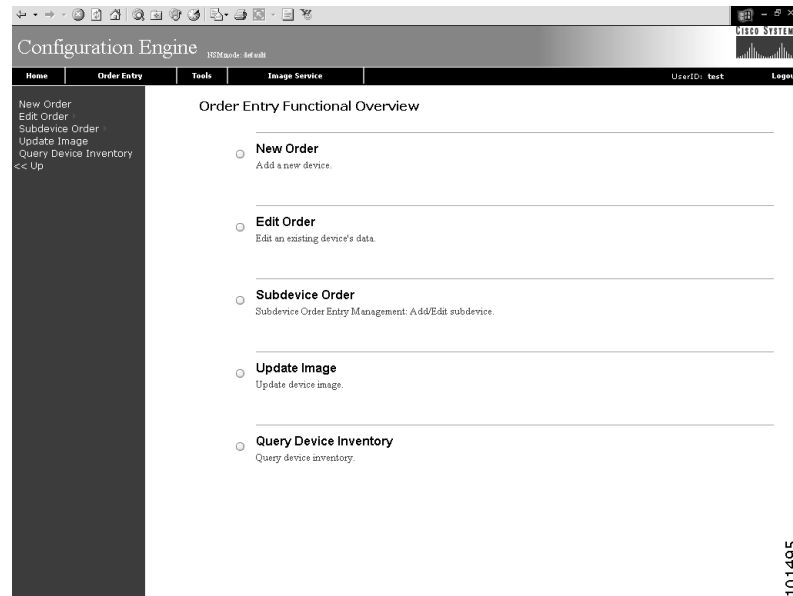 CISCO SYSTEM
Configuration Engine NSM mode: default
Home Order Entry Tools Image Service UserID: test Logou
New Order
Edit Order
Subdevice Order
Update Image
Query Device Inventory
<< Up
Order Entry Functional Overview
New Order
Add a new device.
Edit Order
Edit an existing device's data.
Subdevice Order
Subdevice Order Entry Management: Add/Edit subdevice.
Update Image
Update device image.
Query Device Inventory
Query device inventory.
101495